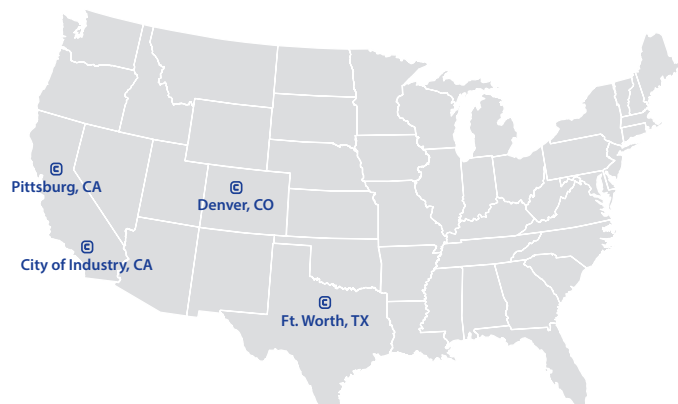 Pittsburg, CA
Denver, CO
City of Industry, CA
Ft. Worth, TX